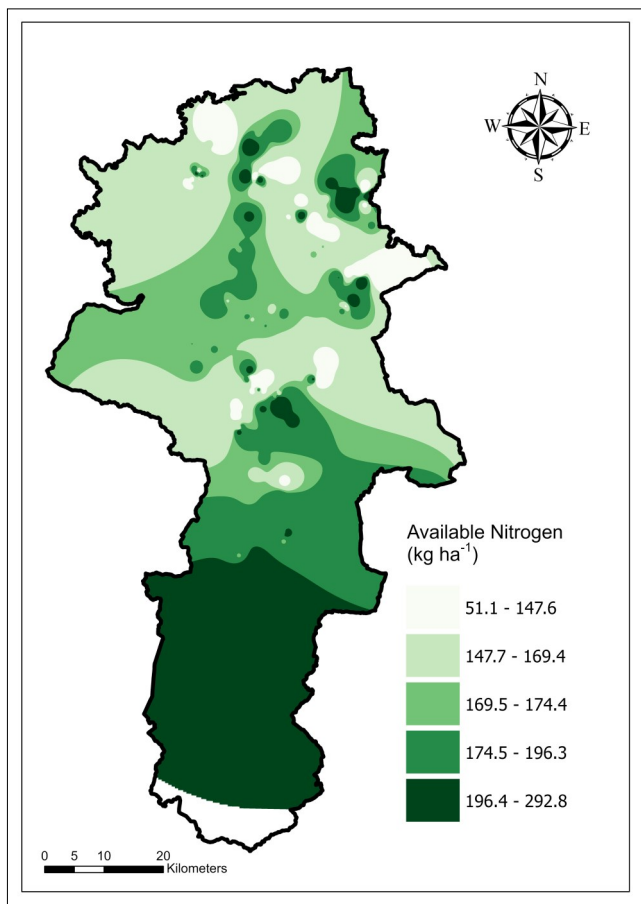 N
W E
S
Available Nitrogen
(kg ha⁻¹)
51.1 - 147.6
147.7 - 169.4
169.5 - 174.4
174.5 - 196.3
196.4 - 292.8
0 5 10 20
Kilometers